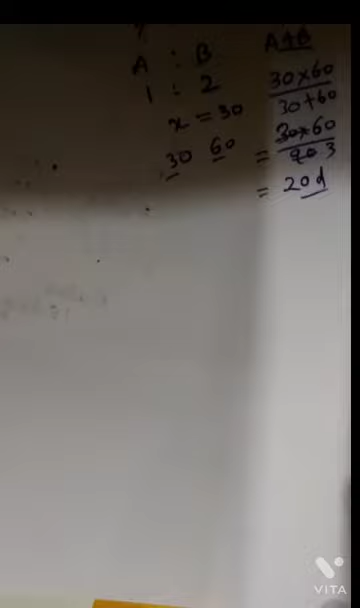 A : B A+B
1 : 2 30×60 / 30+60
x = 30
30 60 = 30×60 / 90 3
= 20d
VITA